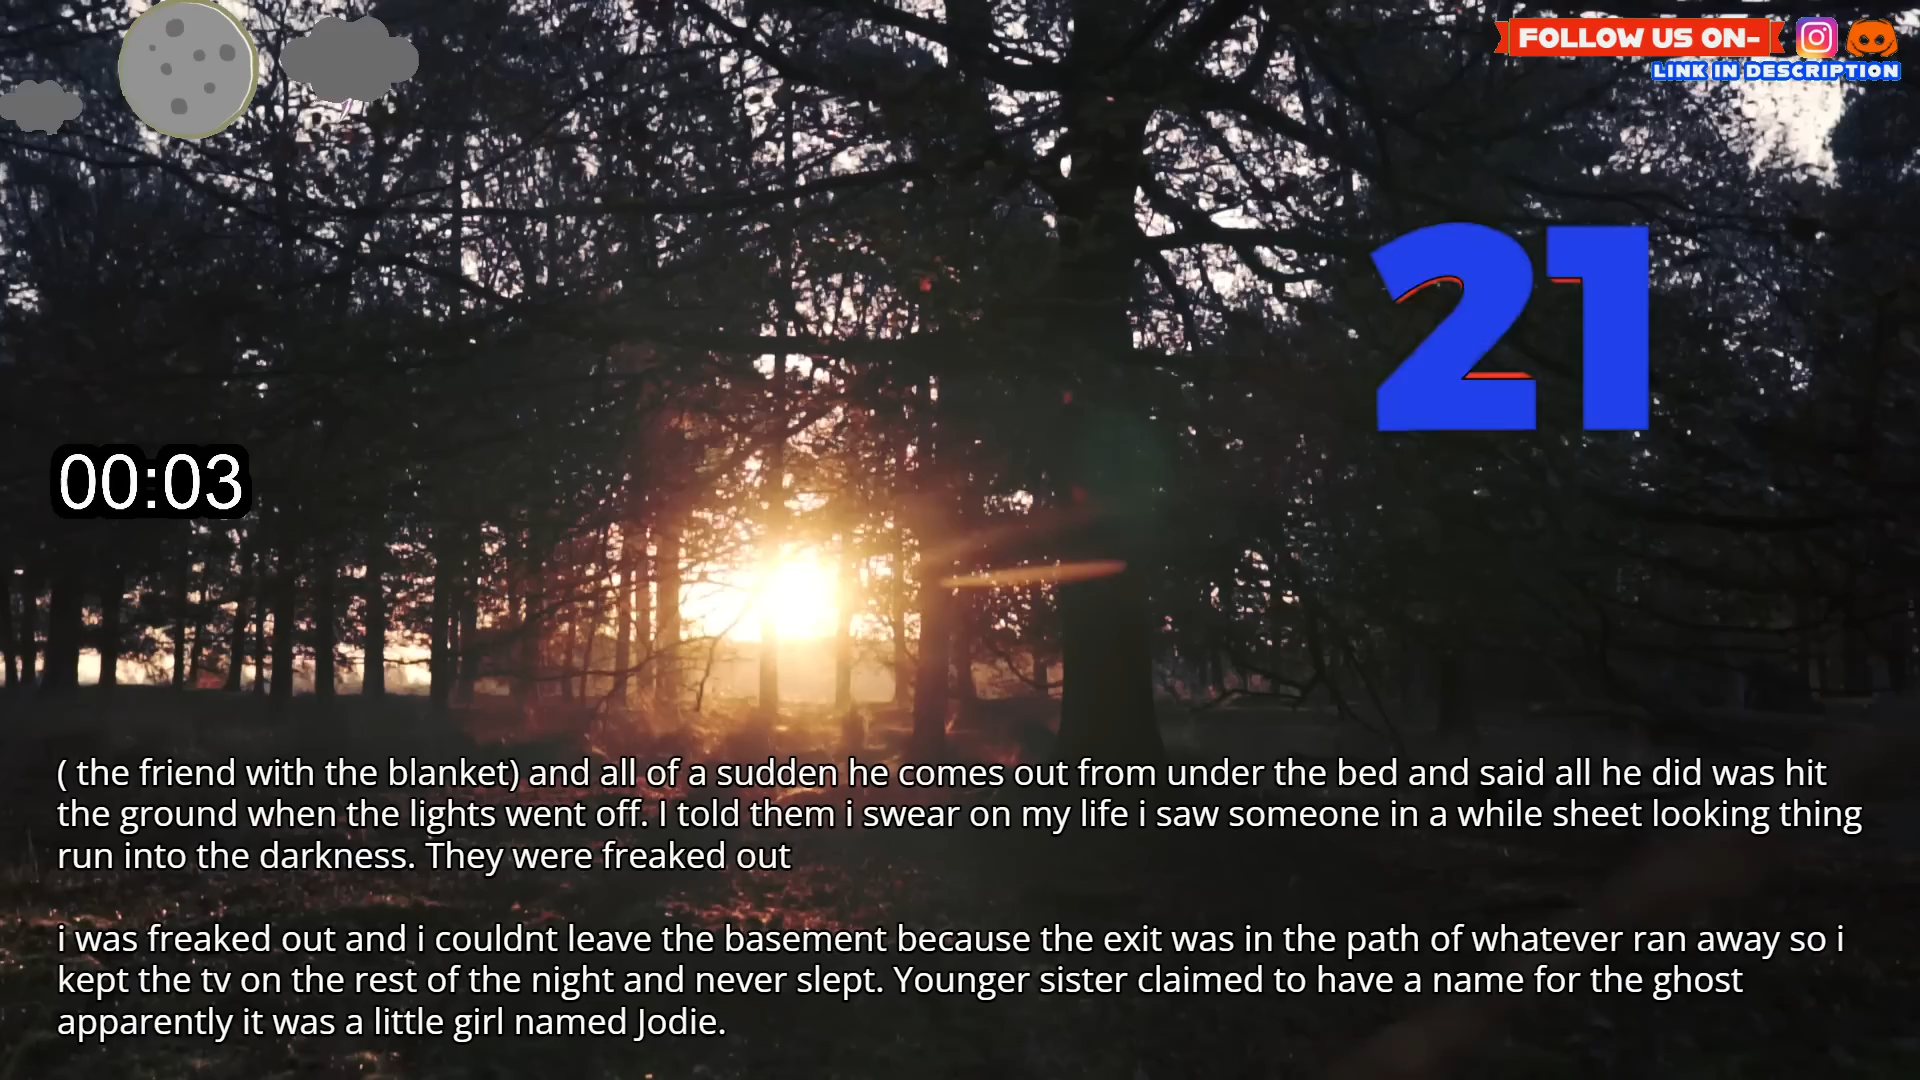 FOLLOW US ON-
LINK IN DESCRIPTION
21
00:03
( the friend with the blanket) and all of a sudden he comes out from under the bed and said all he did was hit
the ground when the lights went off. I told them i swear on my life i saw someone in a while sheet looking thing
run into the darkness. They were freaked out
i was freaked out and i couldnt leave the basement because the exit was in the path of whatever ran away so i
kept the tv on the rest of the night and never slept. Younger sister claimed to have a name for the ghost
apparently it was a little girl named Jodie.